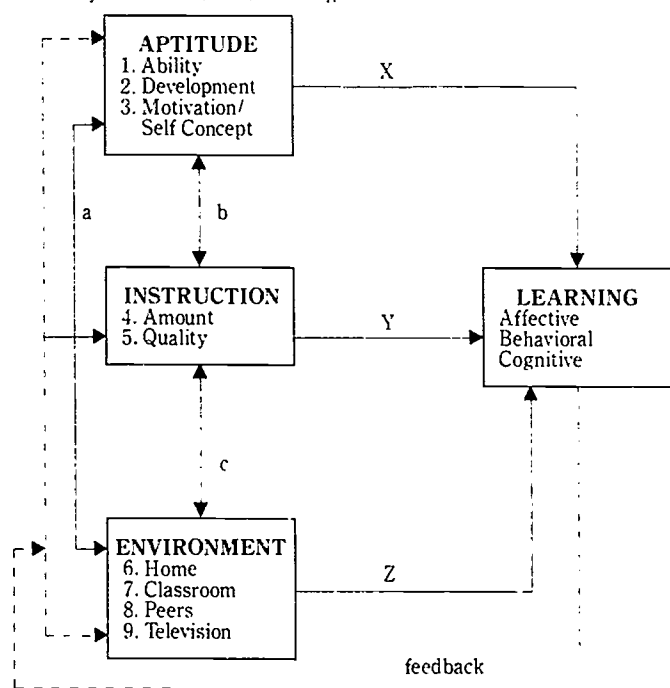 APTITUDE
1. Ability
2. Development
3. Motivation/
Self Concept
X
a
b
INSTRUCTION
4. Amount
5. Quality
Y
LEARNING
Affective
Behavioral
Cognitive
c
ENVIRONMENT
6. Home
7. Classroom
8. Peers
9. Television
Z
feedback